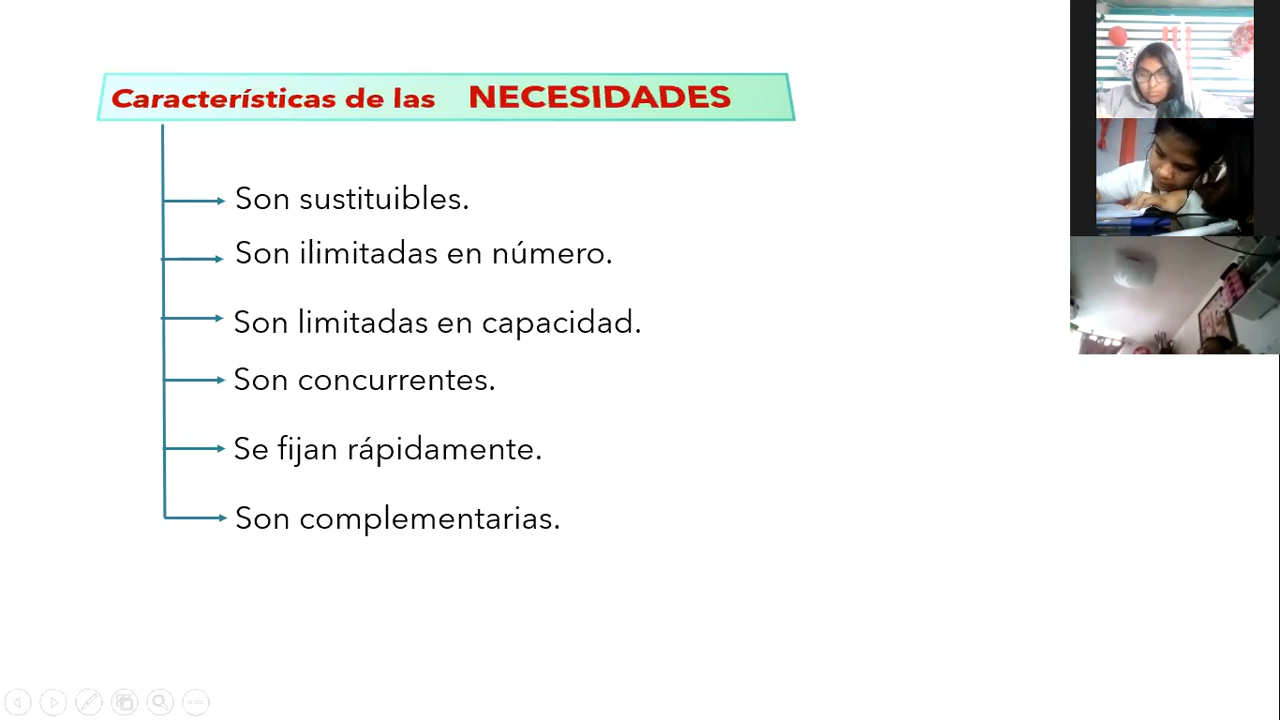 Características de las NECESIDADES
Son sustituibles.
Son ilimitadas en número.
Son limitadas en capacidad.
Son concurrentes.
Se fijan rápidamente.
Son complementarias.